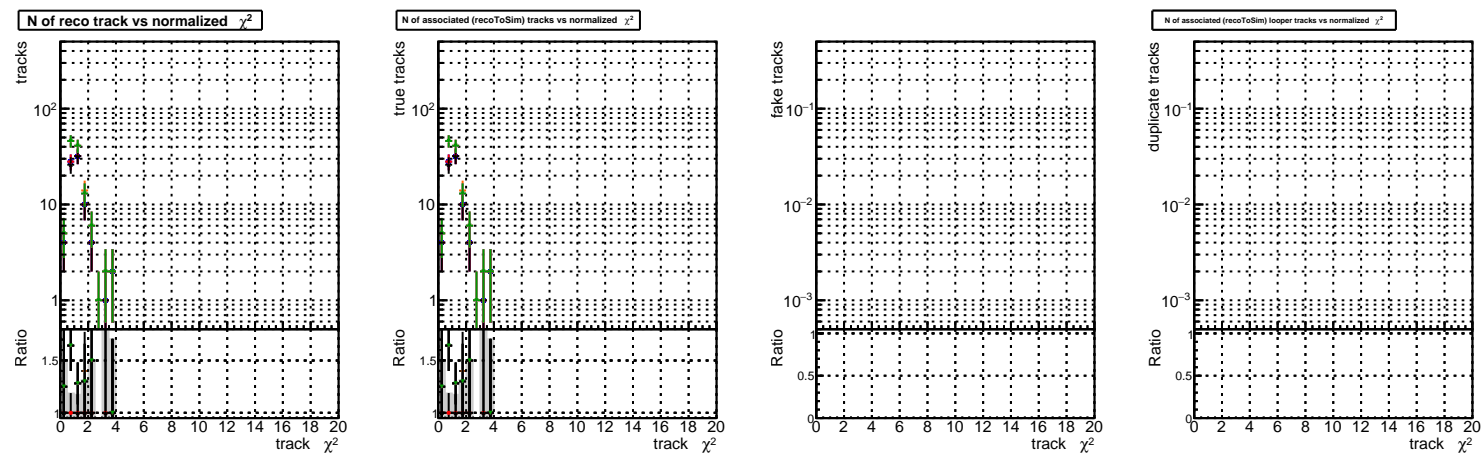 N of reco track vs normalized χ²
tracks
10²
10
1
Ratio
1.5
1
0 2 4 6 8 10 12 14 16 18 20
track χ²
N of associated (recoToSim) tracks vs normalized χ²
true tracks
10²
10
1
Ratio
1.5
1
0 2 4 6 8 10 12 14 16 18 20
track χ²
fake tracks
10⁻¹
10⁻²
10⁻³
Ratio
1
0.5
0
0 2 4 6 8 10 12 14 16 18 20
track χ²
N of associated (recoToSim) looper tracks vs normalized χ²
duplicate tracks
10⁻¹
10⁻²
10⁻³
Ratio
1
0.5
0
0 2 4 6 8 10 12 14 16 18 20
track χ²